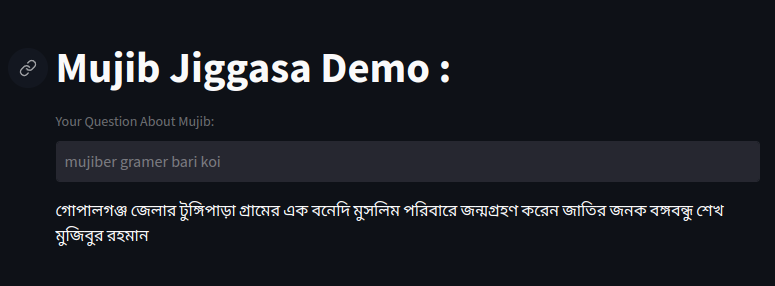 Mujib Jiggasa Demo :
Your Question About Mujib:
mujiber gramer bari koi
গোপালগঞ্জ জেলার টুঙ্গিপাড়া গ্রামের এক বনেদি মুসলিম পরিবারে জন্মগ্রহণ করেন জাতির জনক বঙ্গবন্ধু শেখ
মুজিবুর রহমান